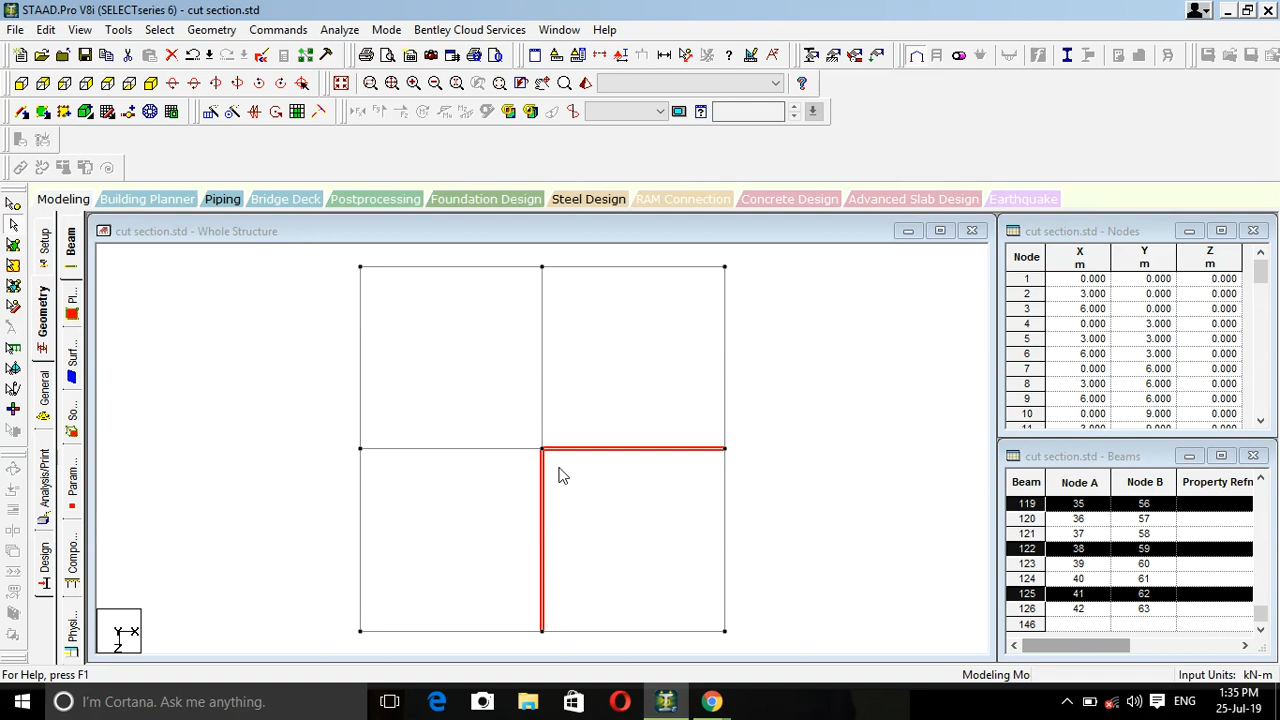 STAAD.Pro V8i (SELECTseries 6) - cut section.std
File Edit View Tools Select Geometry Commands Analyze Mode Bentley Cloud Services Window Help
Modeling Building Planner Piping Bridge Deck Postprocessing Foundation Design Steel Design RAM Connection Concrete Design Advanced Slab Design Earthquake
Setup
Geometry
General
Analysis/Print
Design
Beam
Pl...
Surf...
So...
Param...
Compo...
Physi...
cut section.std - Whole Structure
Y X
Z
cut section.std - Nodes
Node X m Y m Z m
1 0.000 0.000 0.000
2 3.000 0.000 0.000
3 6.000 0.000 0.000
4 0.000 3.000 0.000
5 3.000 3.000 0.000
6 6.000 3.000 0.000
7 0.000 6.000 0.000
8 3.000 6.000 0.000
9 6.000 6.000 0.000
10 0.000 9.000 0.000
cut section.std - Beams
Beam Node A Node B Property Refn
119 35 56
120 36 57
121 37 58
122 38 59
123 39 60
124 40 61
125 41 62
126 42 63
146
For Help, press F1
Modeling Mo
Input Units: kN-m
I'm Cortana. Ask me anything.
ENG
1:35 PM
25-Jul-19